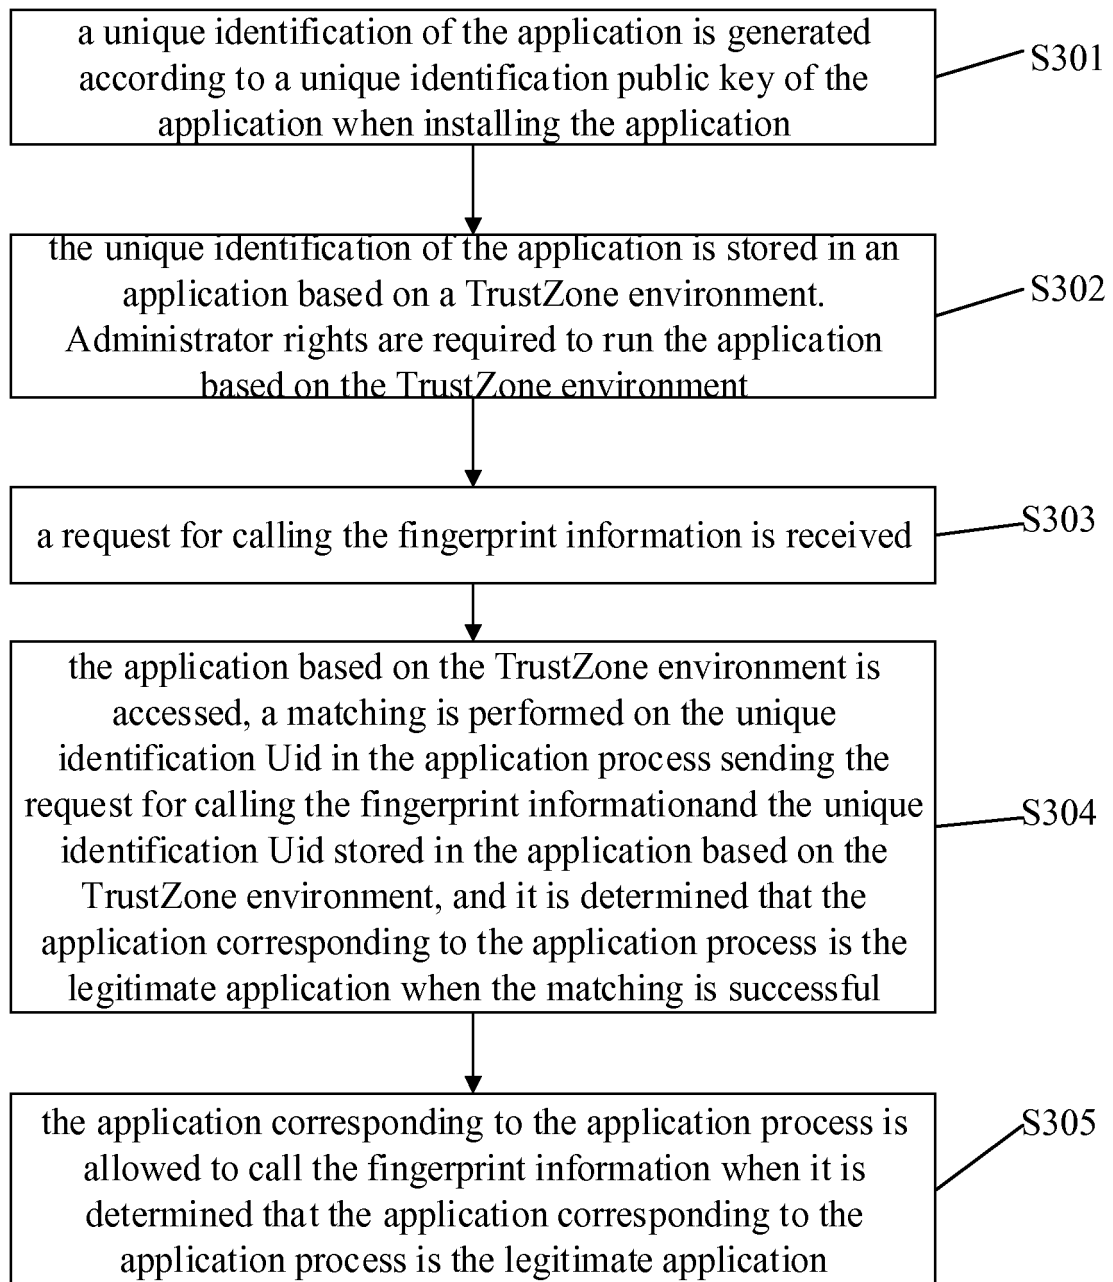 a unique identification of the application is generated
according to a unique identification public key of the
application when installing the application
S301
the unique identification of the application is stored in an
application based on a TrustZone environment.
Administrator rights are required to run the application
based on the TrustZone environment
S302
a request for calling the fingerprint information is received
S303
the application based on the TrustZone environment is
accessed, a matching is performed on the unique
identification Uid in the application process sending the
request for calling the fingerprint informationand the unique
identification Uid stored in the application based on the
TrustZone environment, and it is determined that the
application corresponding to the application process is the
legitimate application when the matching is successful
S304
the application corresponding to the application process is
allowed to call the fingerprint information when it is
determined that the application corresponding to the
application process is the legitimate application
S305